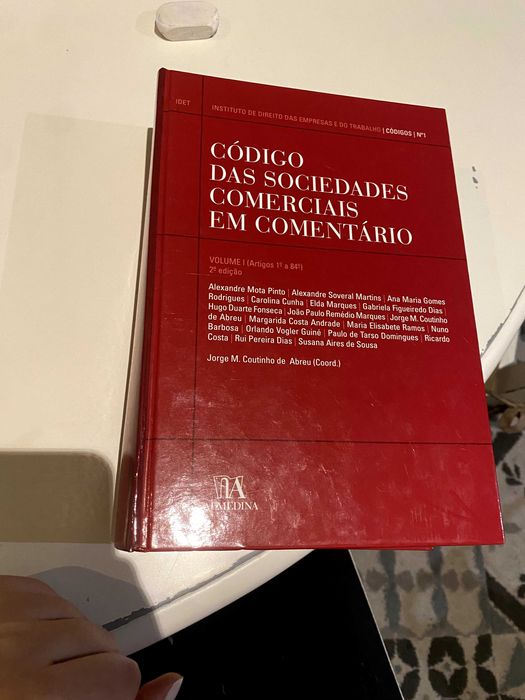 IDET
INSTITUTO DE DIREITO DAS EMPRESAS E DO TRABALHO | CÓDIGOS | Nº1
CÓDIGO
DAS SOCIEDADES
COMERCIAIS
EM COMENTÁRIO
VOLUME I (Artigos 1º a 84º)
2ª edição
Alexandre Mota Pinto | Alexandre Soveral Martins | Ana Maria Gomes
Rodrigues | Carolina Cunha | Elda Marques | Gabriela Figueiredo Dias |
Hugo Duarte Fonseca | João Paulo Remédio Marques | Jorge M. Coutinho
de Abreu | Margarida Costa Andrade | Maria Elisabete Ramos | Nuno
Barbosa | Orlando Vogler Guiné | Paulo de Tarso Domingues | Ricardo
Costa | Rui Pereira Dias | Susana Aires de Sousa
Jorge M. Coutinho de Abreu (Coord.)
ALMEDINA